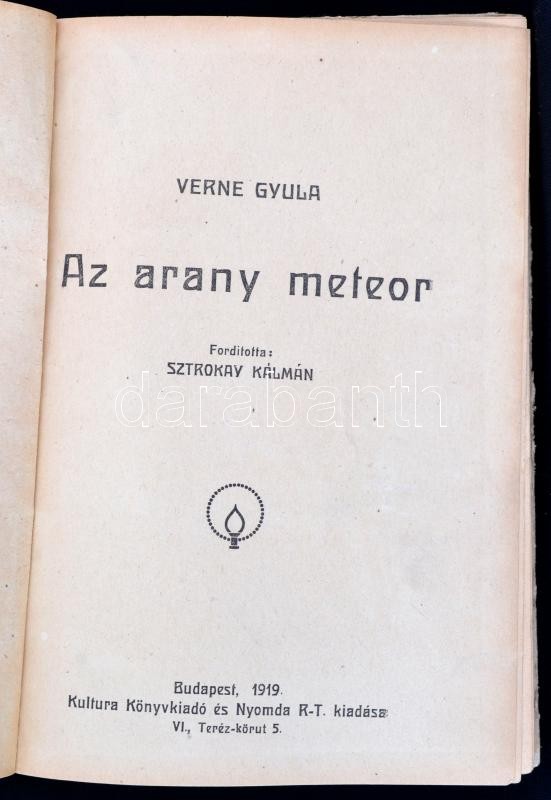 VERNE GYULA
Az arany meteor
Fordította:
SZTROKAY KÁLMÁN
darabanth
Budapest, 1919.
Kultura Könyvkiadó és Nyomda R-T. kiadása
VI., Teréz-körut 5.